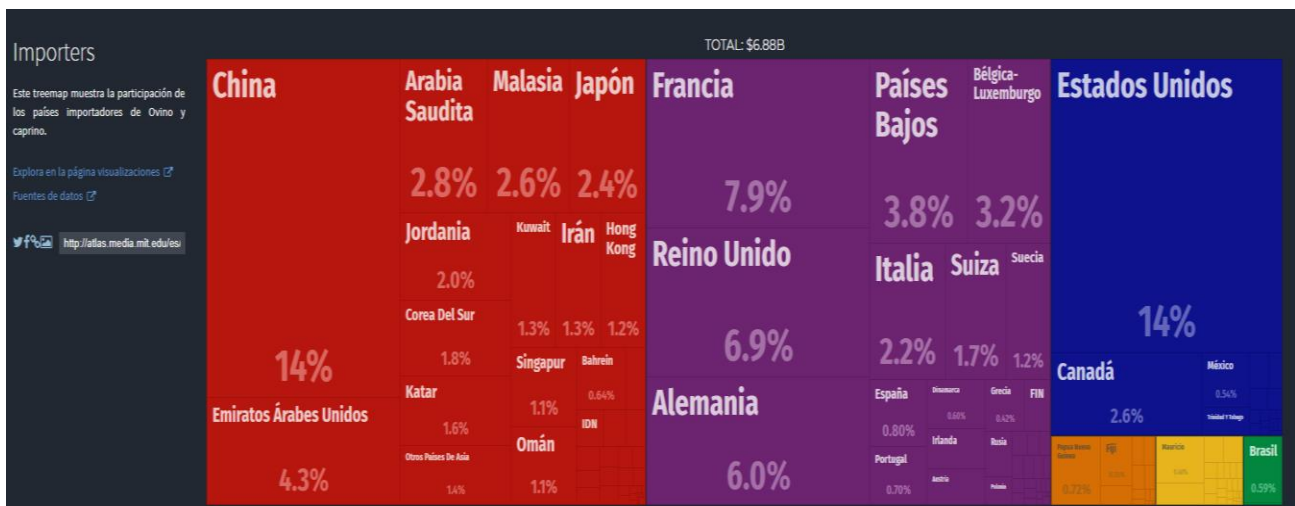 Importers
Este treemap muestra la participación de
los países importadores de Ovino y
caprino.
Explora en la página visualizaciones
Fuentes de datos
http://atlas.media.mit.edu/es/
TOTAL: $6.88B
China
14%
Emiratos Árabes Unidos
4.3%
Arabia
Saudita
2.8%
Malasia
2.6%
Japón
2.4%
Jordania
2.0%
Corea Del Sur
1.8%
Katar
1.6%
Otros Países De Asia
1.4%
Kuwait
1.3%
Irán
1.3%
Hong
Kong
1.2%
Singapur
1.1%
Bahrein
0.64%
Omán
1.1%
IDN
Francia
7.9%
Reino Unido
6.9%
Alemania
6.0%
Países
Bajos
3.8%
Bélgica-
Luxemburgo
3.2%
Italia
2.2%
Suiza
1.7%
Suecia
1.2%
España
0.80%
Portugal
0.70%
Dinamarca
0.60%
Grecia
0.42%
FIN
Irlanda
Rusia
Austria
Polonia
Estados Unidos
14%
Canadá
2.6%
México
0.54%
Trinidad Y Tobago
Papúa Nueva
Guinea
0.72%
Fiji
Mauricio
Brasil
0.59%